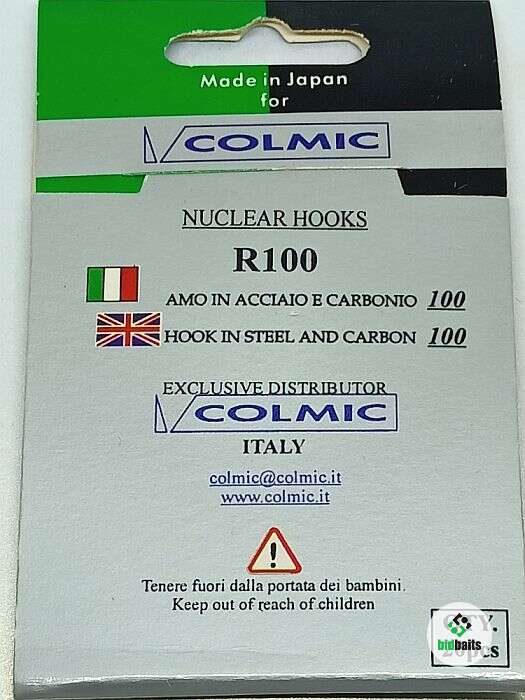 Made in Japan
for
COLMIC
NUCLEAR HOOKS
R100
AMO IN ACCIAIO E CARBONIO 100
HOOK IN STEEL AND CARBON 100
EXCLUSIVE DISTRIBUTOR
COLMIC
ITALY
colmic@colmic.it
www.colmic.it
Tenere fuori dalla portata dei bambini.
Keep out of reach of children
bidbaits